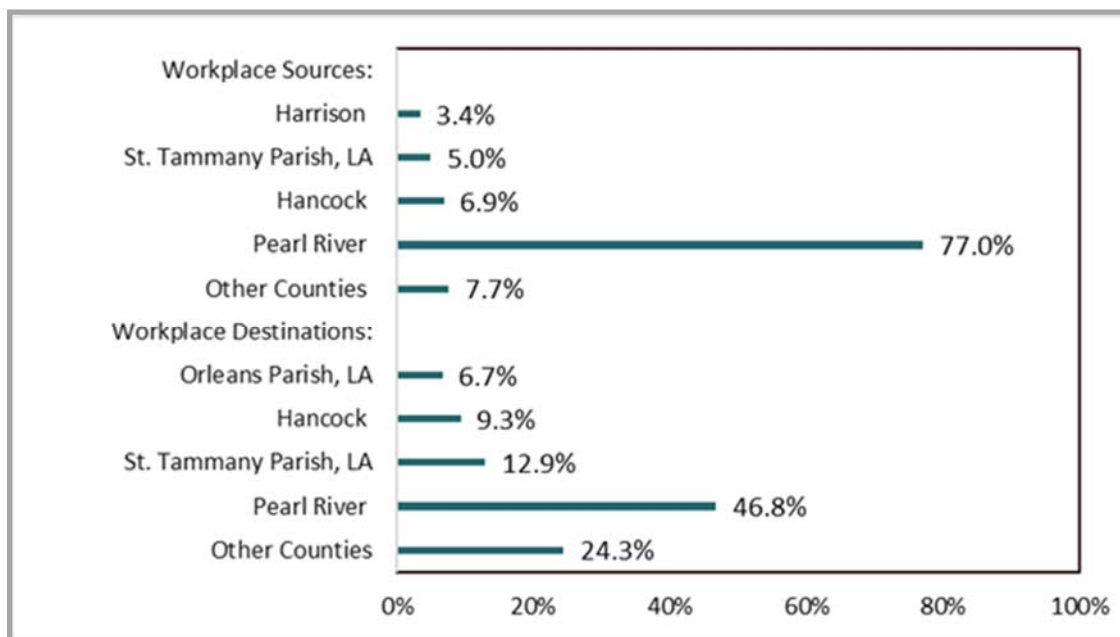 Workplace Sources:
Harrison 3.4%
St. Tammany Parish, LA 5.0%
Hancock 6.9%
Pearl River 77.0%
Other Counties 7.7%
Workplace Destinations:
Orleans Parish, LA 6.7%
Hancock 9.3%
St. Tammany Parish, LA 12.9%
Pearl River 46.8%
Other Counties 24.3%
0% 20% 40% 60% 80% 100%